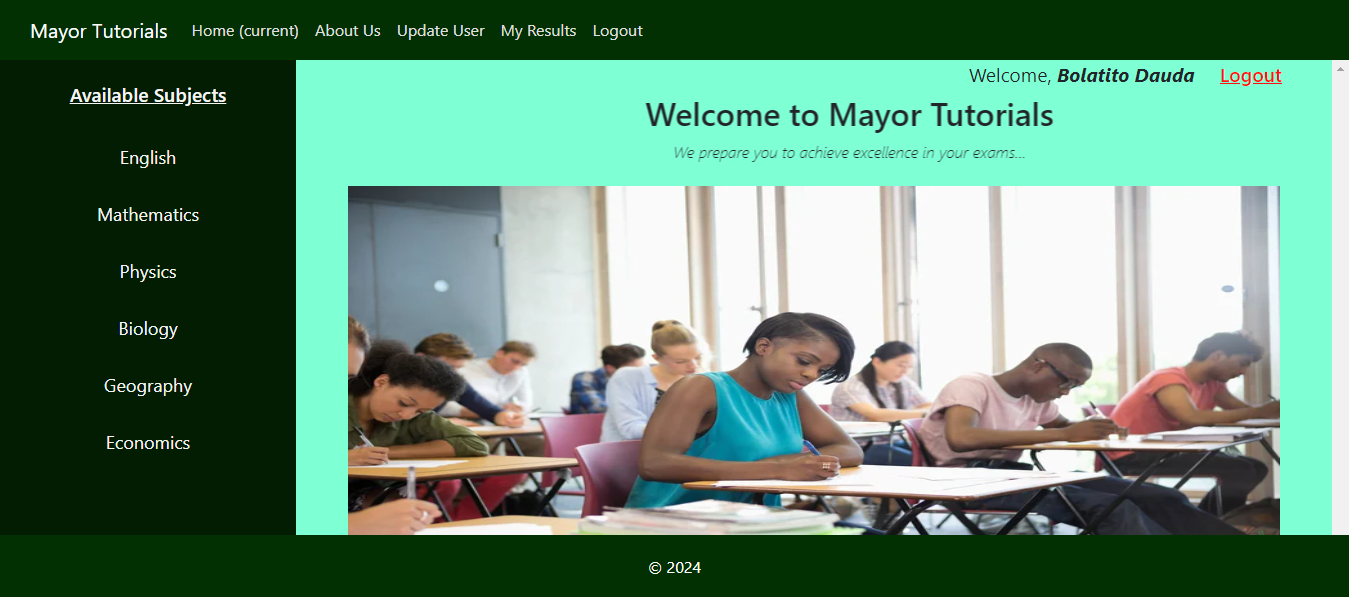 Mayor Tutorials Home (current) About Us Update User My Results Logout
Available Subjects
English
Mathematics
Physics
Biology
Geography
Economics
Welcome, Bolatito Dauda Logout
Welcome to Mayor Tutorials
We prepare you to achieve excellence in your exams...
© 2024